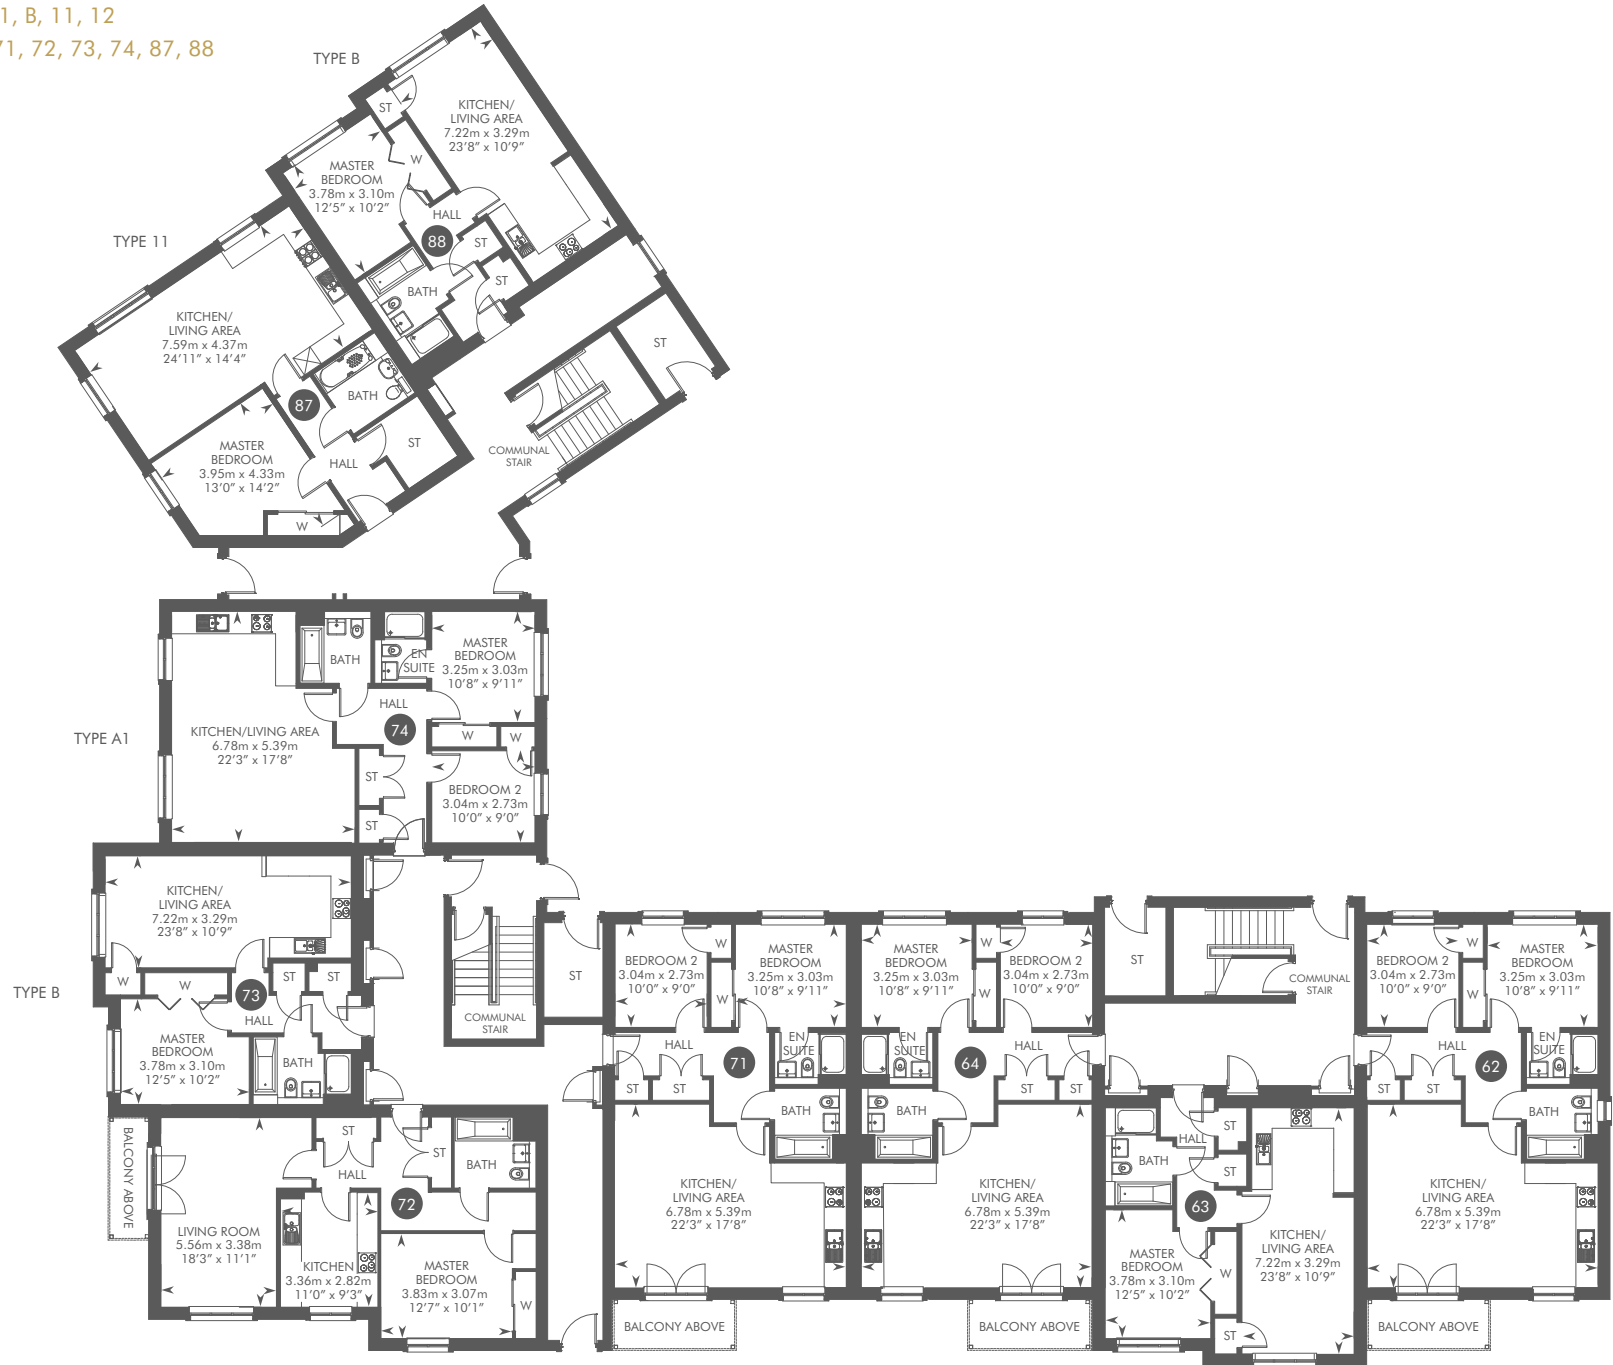 1, B, 11, 12
71, 72, 73, 74, 87, 88
TYPE B
ST
KITCHEN/
LIVING AREA
7.22m x 3.29m
23'8" x 10'9"
W
MASTER
BEDROOM
3.78m x 3.10m
12'5" x 10'2"
HALL
88
ST
ST
BATH
TYPE 11
KITCHEN/
LIVING AREA
7.59m x 4.37m
24'11" x 14'4"
87
BATH
ST
MASTER
BEDROOM
3.95m x 4.33m
13'0" x 14'2"
HALL
W
ST
COMMUNAL
STAIR
TYPE A1
BATH
EN
SUITE
MASTER
BEDROOM
3.25m x 3.03m
10'8" x 9'11"
HALL
74
KITCHEN/LIVING AREA
6.78m x 5.39m
22'3" x 17'8"
W
W
ST
BEDROOM 2
3.04m x 2.73m
10'0" x 9'0"
ST
TYPE B
KITCHEN/
LIVING AREA
7.22m x 3.29m
23'8" x 10'9"
W
W
ST
ST
73
HALL
MASTER
BEDROOM
3.78m x 3.10m
12'5" x 10'2"
BATH
COMMUNAL
STAIR
ST
BALCONY ABOVE
ST
HALL
ST
BATH
72
LIVING ROOM
5.56m x 3.38m
18'3" x 11'1"
KITCHEN
3.36m x 2.82m
11'0" x 9'3"
MASTER
BEDROOM
3.83m x 3.07m
12'7" x 10'1"
W
BEDROOM 2
3.04m x 2.73m
10'0" x 9'0"
W
W
MASTER
BEDROOM
3.25m x 3.03m
10'8" x 9'11"
HALL
71
EN
SUITE
ST
ST
BATH
KITCHEN/
LIVING AREA
6.78m x 5.39m
22'3" x 17'8"
BALCONY ABOVE
MASTER
BEDROOM
3.25m x 3.03m
10'8" x 9'11"
W
W
BEDROOM 2
3.04m x 2.73m
10'0" x 9'0"
EN
SUITE
64
HALL
ST
ST
BATH
KITCHEN/
LIVING AREA
6.78m x 5.39m
22'3" x 17'8"
BALCONY ABOVE
ST
COMMUNAL
STAIR
HALL
ST
BATH
ST
63
MASTER
BEDROOM
3.78m x 3.10m
12'5" x 10'2"
W
KITCHEN/
LIVING AREA
7.22m x 3.29m
23'8" x 10'9"
ST
BEDROOM 2
3.04m x 2.73m
10'0" x 9'0"
W
W
MASTER
BEDROOM
3.25m x 3.03m
10'8" x 9'11"
HALL
62
EN
SUITE
ST
ST
BATH
KITCHEN/
LIVING AREA
6.78m x 5.39m
22'3" x 17'8"
BALCONY ABOVE